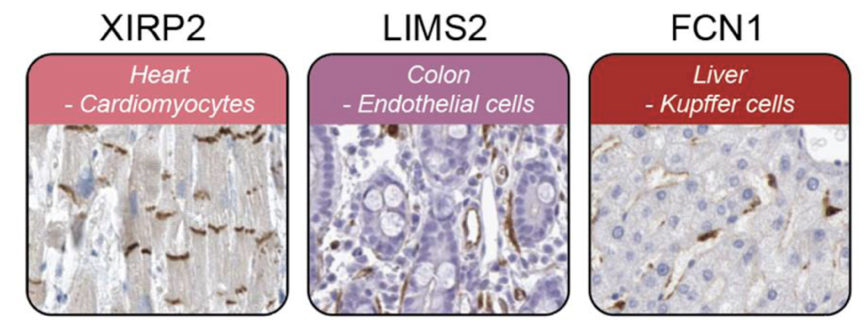 XIRP2
Heart
- Cardiomyocytes
LIMS2
Colon
- Endothelial cells
FCN1
Liver
- Kupffer cells